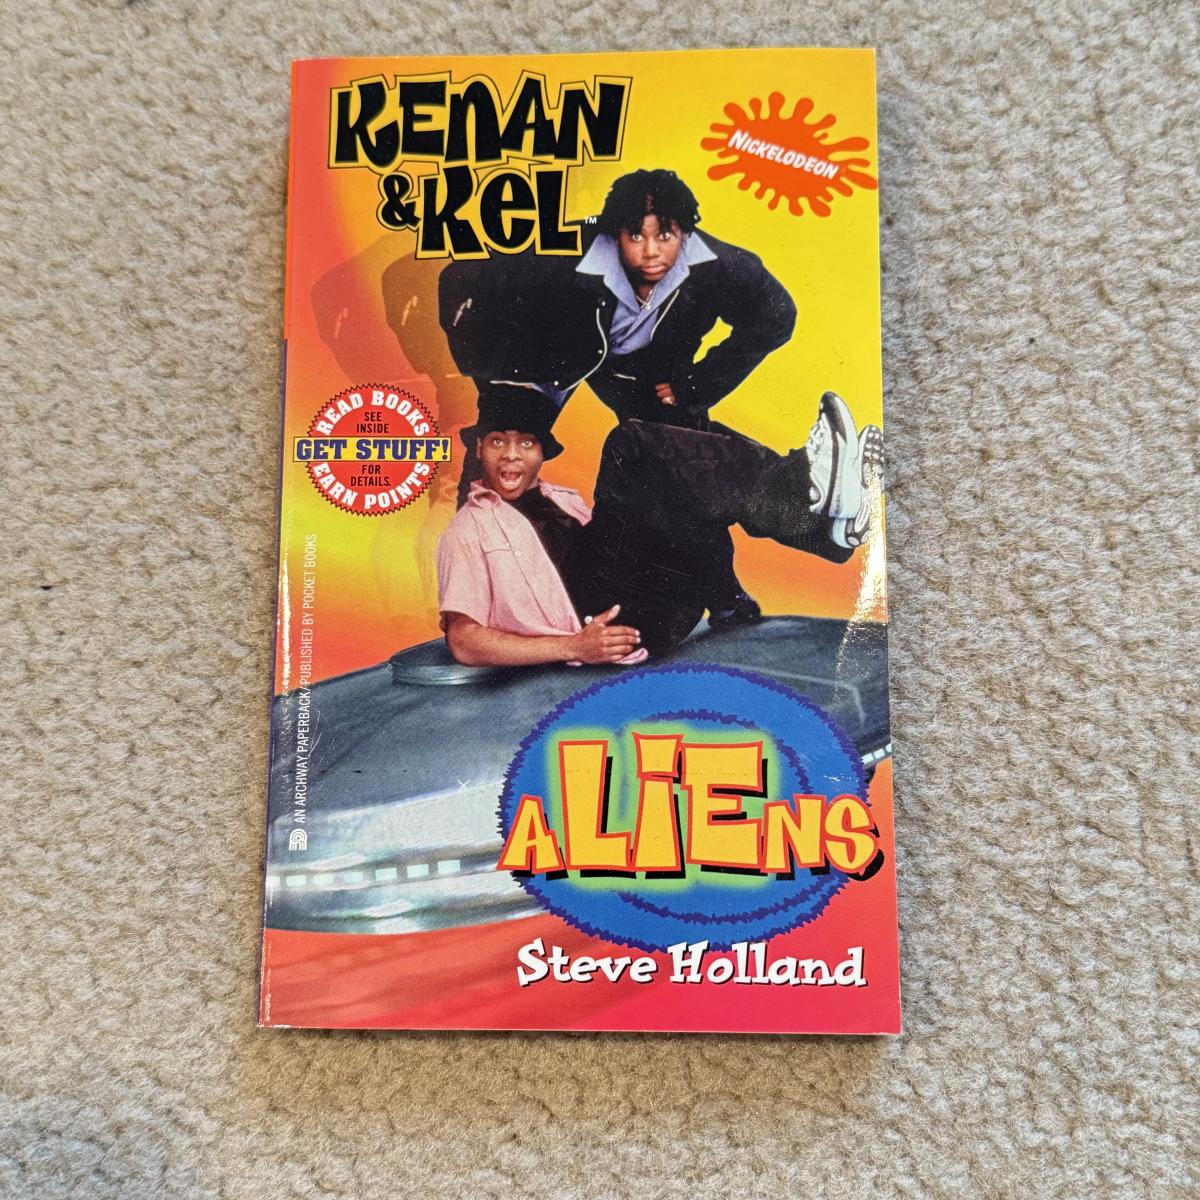 KENAN
& KEL™
NICKELODEON
READ BOOKS
SEE
INSIDE
GET STUFF!
FOR
DETAILS
EARN POINTS
AN ARCHWAY PAPERBACK/PUBLISHED BY POCKET BOOKS
ALiENS
Steve Holland